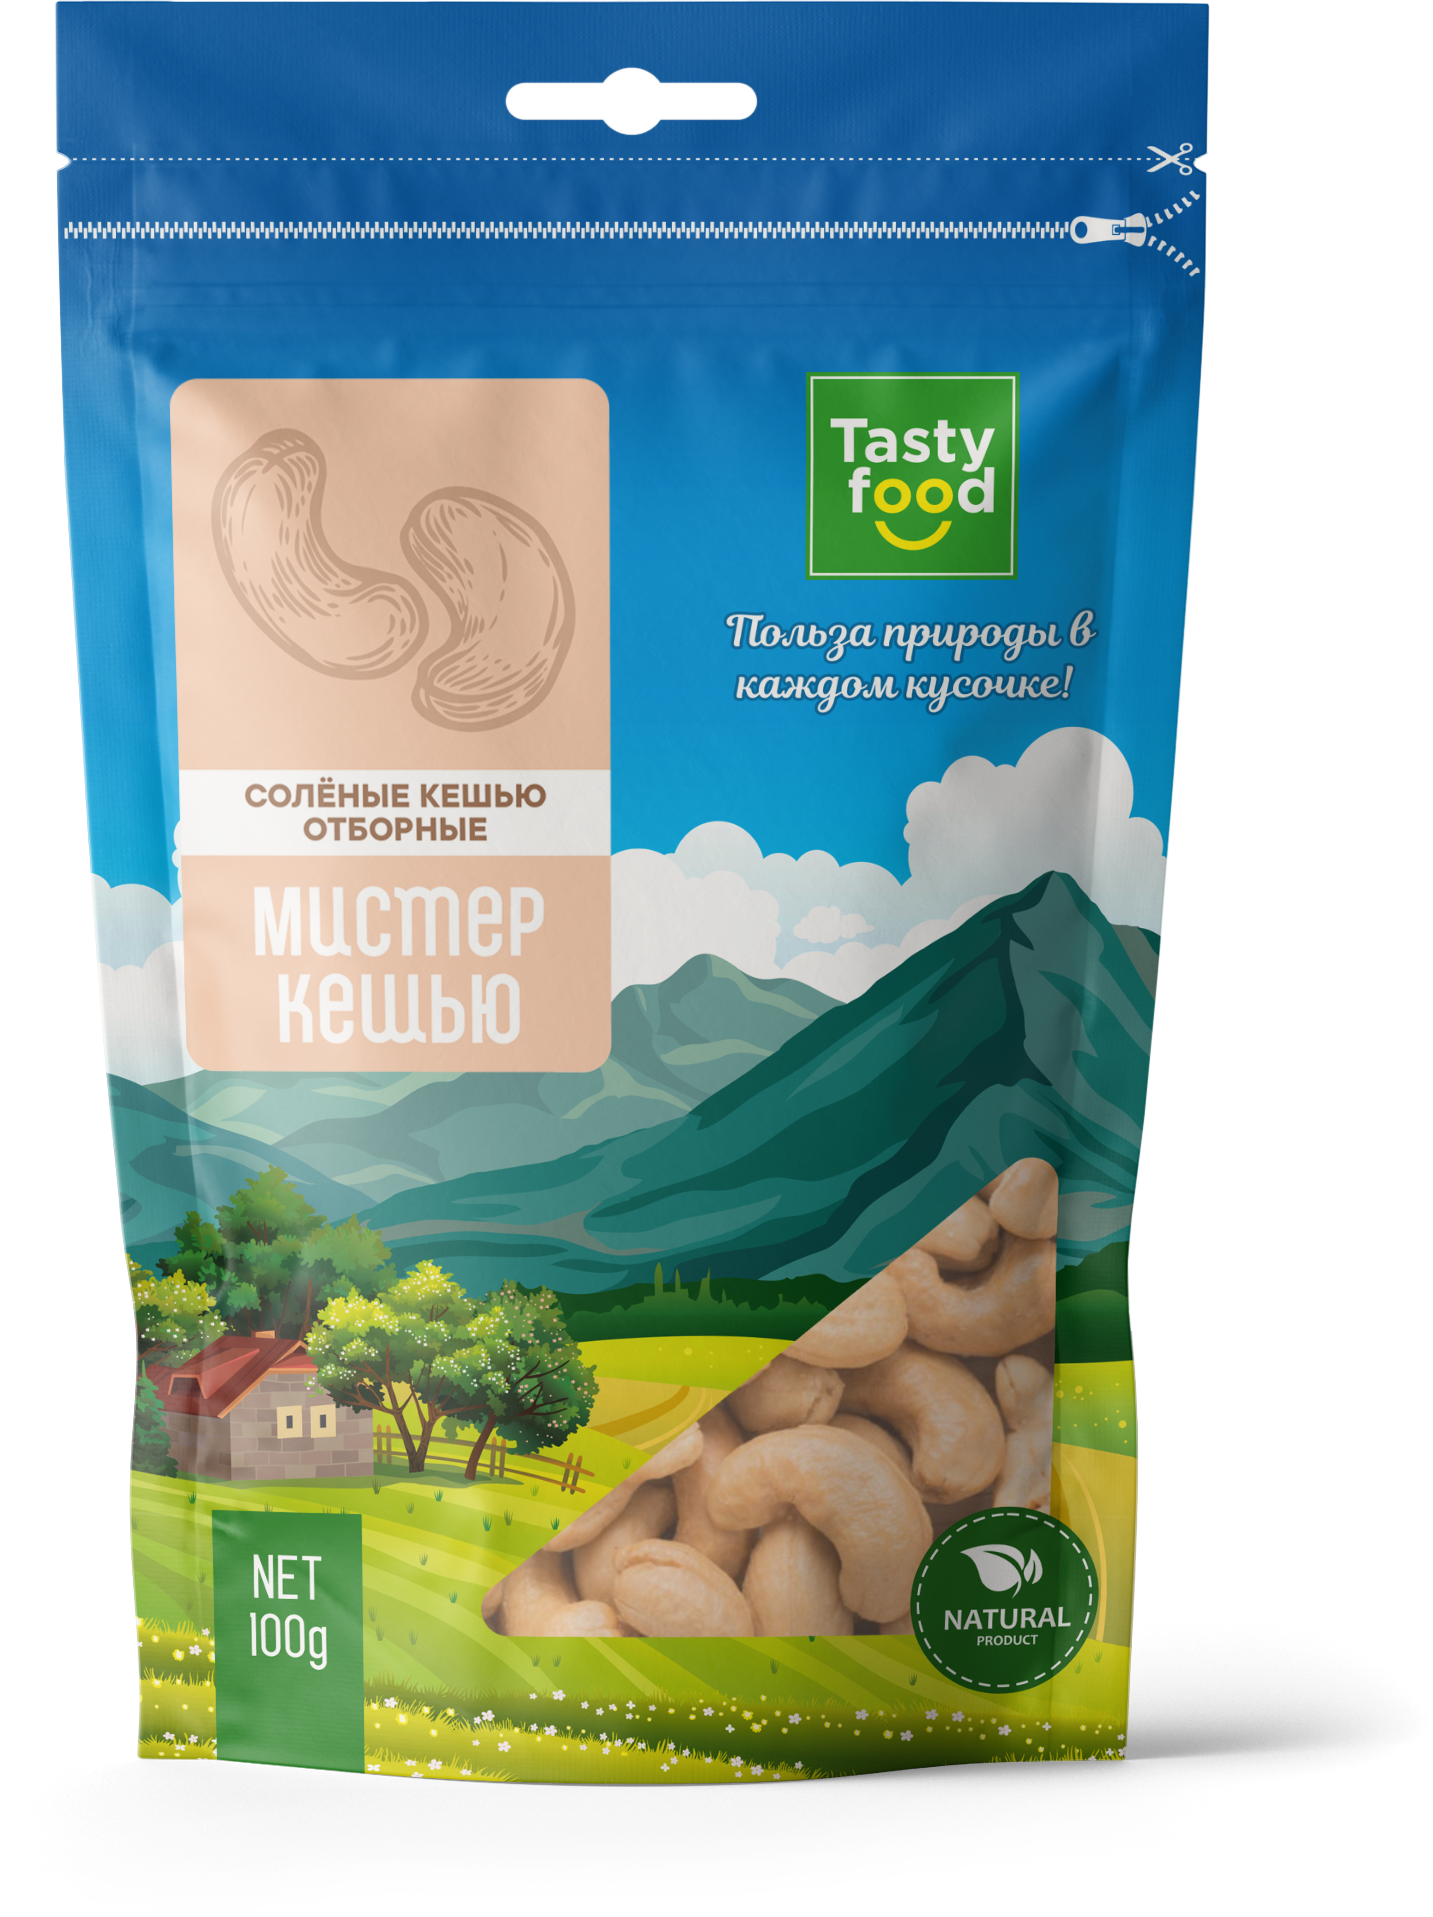 Tasty
food
Польза природы в
каждом кусочке!
СОЛЁНЫЕ КЕШЬЮ
ОТБОРНЫЕ
МИСТЕР
КЕШЬЮ
NET
100g
NATURAL
PRODUCT